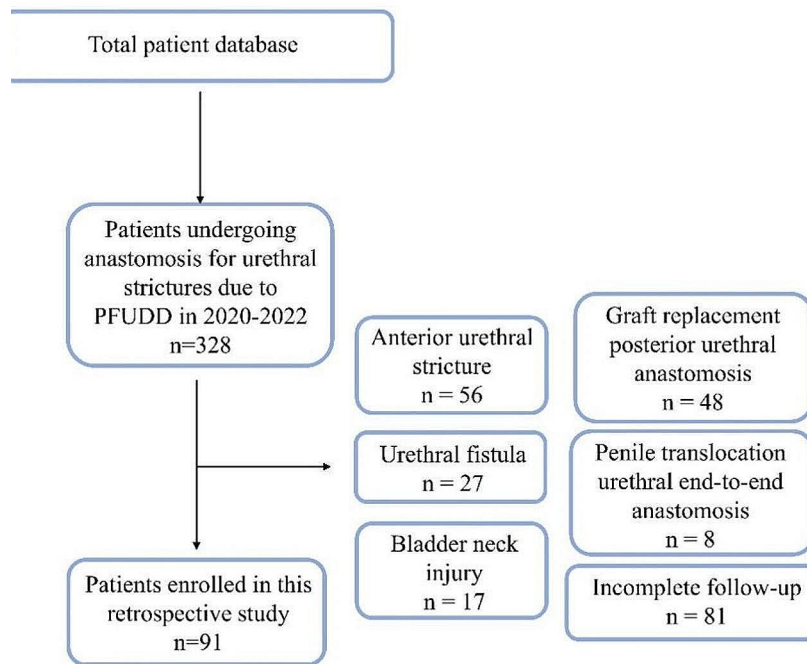 Total patient database
Patients undergoing
anastomosis for urethral
strictures due to
PFUDD in 2020-2022
n=328
Anterior urethral
stricture
n = 56
Graft replacement
posterior urethral
anastomosis
n = 48
Urethral fistula
n = 27
Penile translocation
urethral end-to-end
anastomosis
n = 8
Bladder neck
injury
n = 17
Incomplete follow-up
n = 81
Patients enrolled in this
retrospective study
n=91